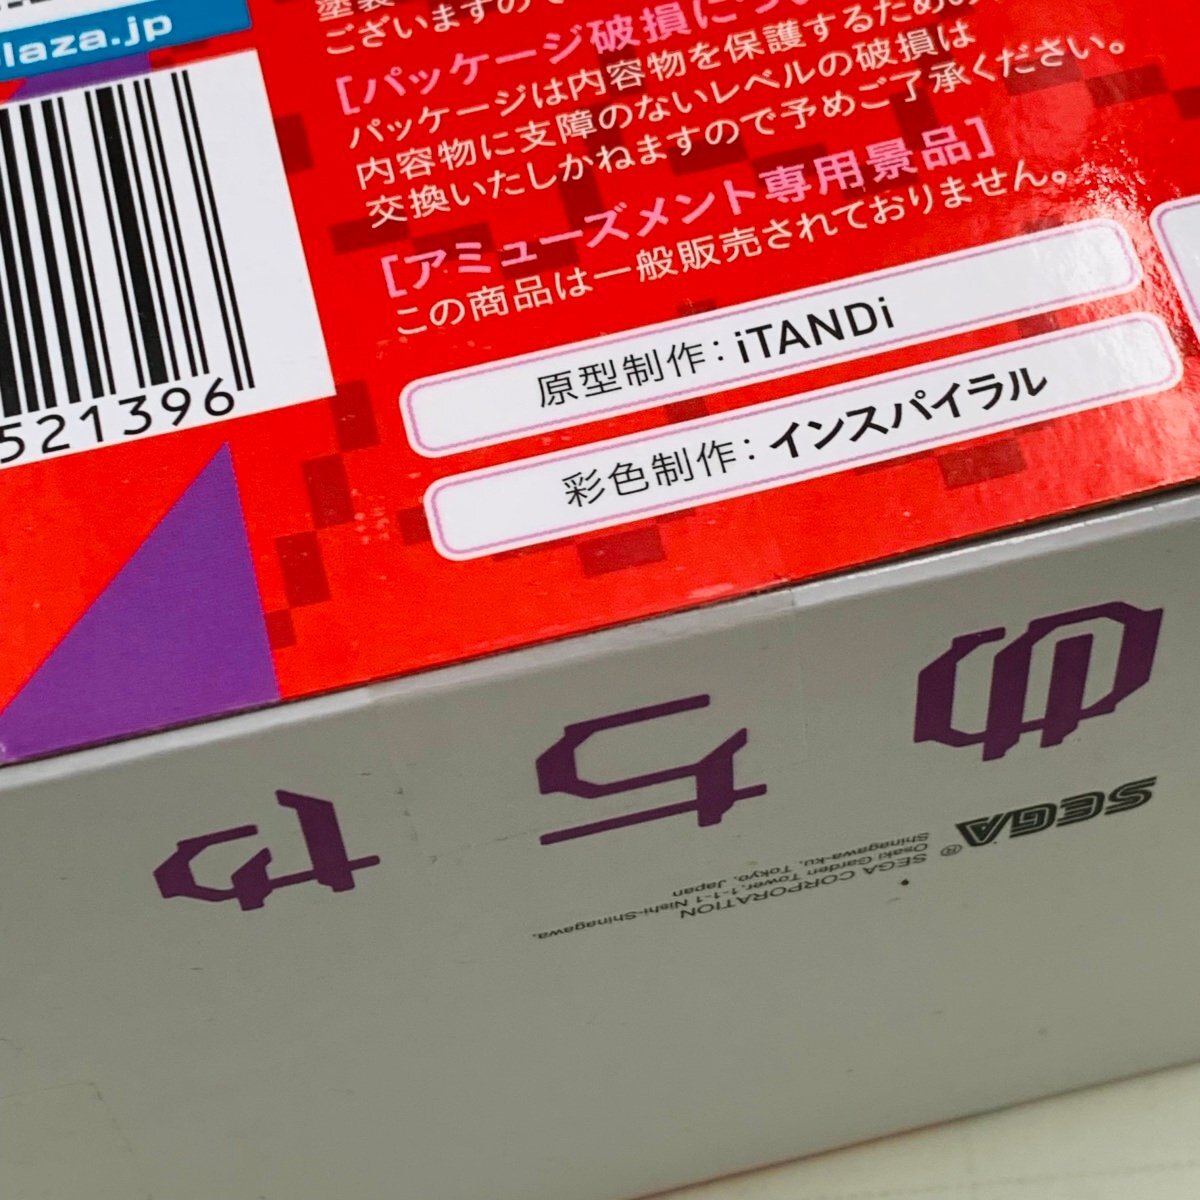 plaza.jp
521396
ございますので
[パッケージ破損につ
パッケージは内容物を保護するための
内容物に支障のないレベルの破損は
交換いたしかねますので予めご了承ください。
[アミューズメント専用景品]
この商品は一般販売されておりません。
原型制作：iTANDi
彩色制作：インスパイラル
めちや
SEGA
SEGA CORPORATION
Osaki Garden Tower, 1-1-1 Nishi-Shinagawa,
Shinagawa-ku, Tokyo, Japan